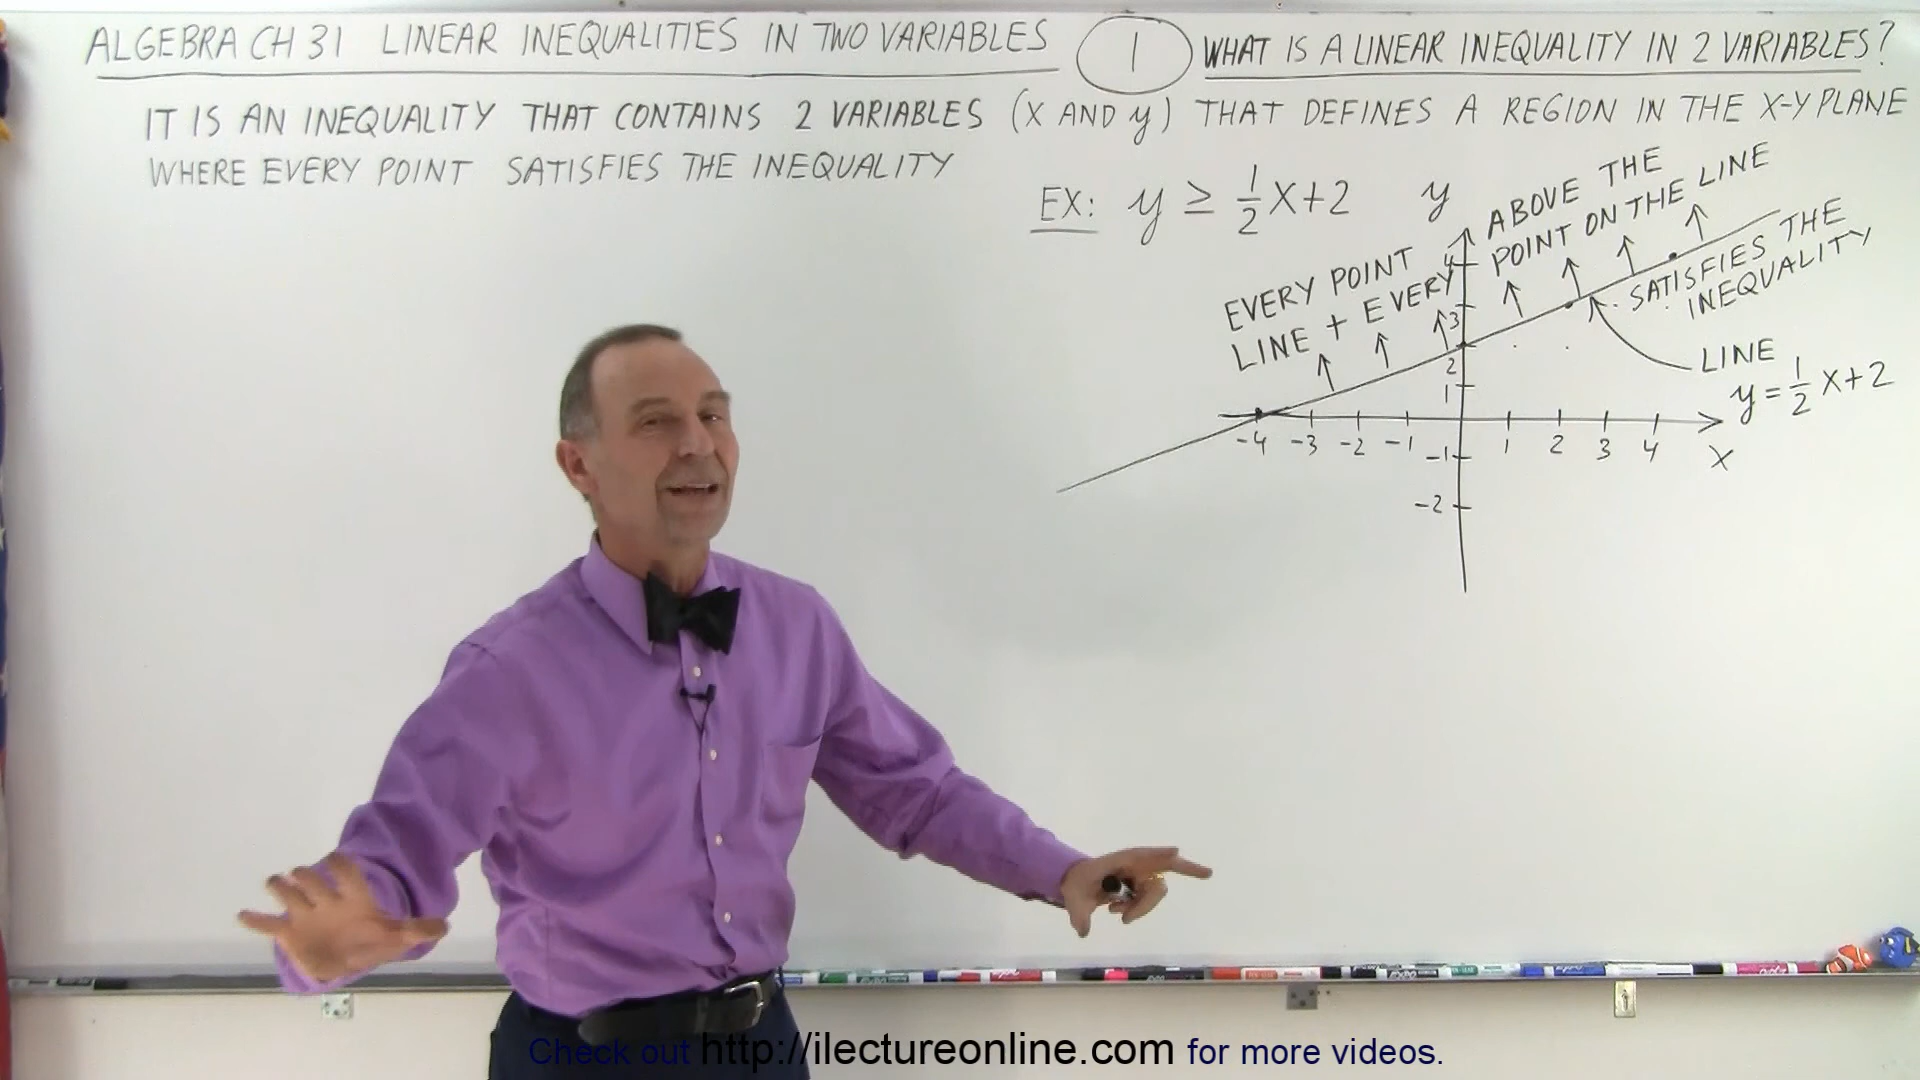 ALGEBRA CH 31 LINEAR INEQUALITIES IN TWO VARIABLES 1 WHAT IS A LINEAR INEQUALITY IN 2 VARIABLES?
IT IS AN INEQUALITY THAT CONTAINS 2 VARIABLES (X AND y) THAT DEFINES A REGION IN THE X-Y PLANE
WHERE EVERY POINT SATISFIES THE INEQUALITY
EX: y ≥ 1/2 X+2
y
EVERY POINT ABOVE THE
LINE + EVERY POINT ON THE LINE
SATISFIES THE
INEQUALITY
LINE
y = 1/2 X+2
4
3
2
1
-4 -3 -2 -1 1 2 3 4
X
-1
-2
Check out http://ilectureonline.com for more videos.